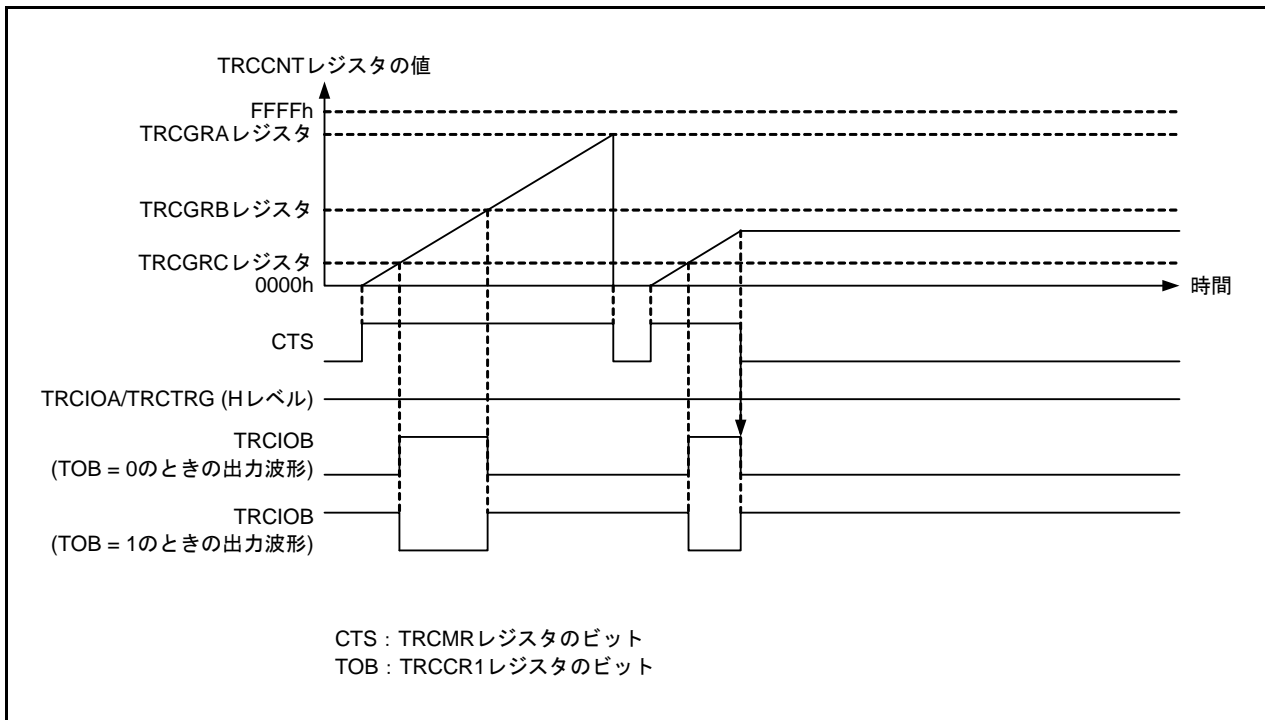 TRCCNTレジスタの値
FFFFh
TRCGRAレジスタ
TRCGRBレジスタ
TRCGRCレジスタ
0000h
時間
CTS
TRCIOA/TRCTRG (Hレベル)
TRCIOB
(TOB = 0のときの出力波形)
TRCIOB
(TOB = 1のときの出力波形)
CTS : TRCMRレジスタのビット
TOB : TRCCR1レジスタのビット